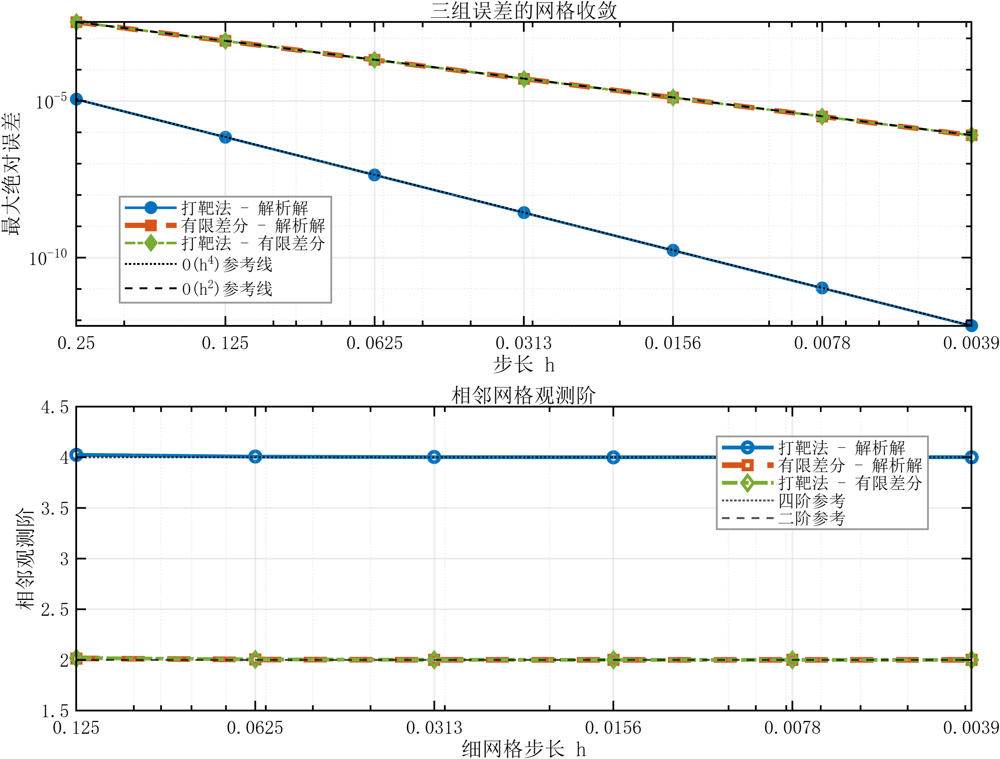 三组误差的网格收敛
最大绝对误差
10⁻⁵
10⁻¹⁰
打靶法 - 解析解
有限差分 - 解析解
打靶法 - 有限差分
O(h⁴)参考线
O(h²)参考线
0.25 0.125 0.0625 0.0313 0.0156 0.0078 0.0039
步长 h
相邻网格观测阶
相邻观测阶
4.5
4
3.5
3
2.5
2
1.5
打靶法 - 解析解
有限差分 - 解析解
打靶法 - 有限差分
四阶参考
二阶参考
0.125 0.0625 0.0313 0.0156 0.0078 0.0039
细网格步长 h